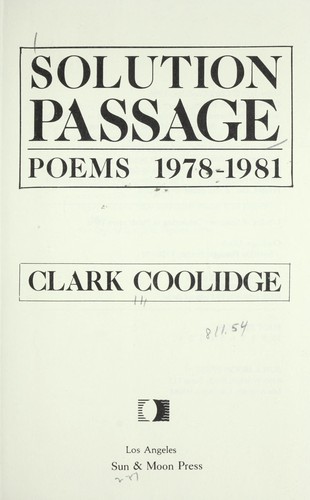 SOLUTION
PASSAGE
POEMS 1978-1981
CLARK COOLIDGE
811.54
Los Angeles
Sun & Moon Press